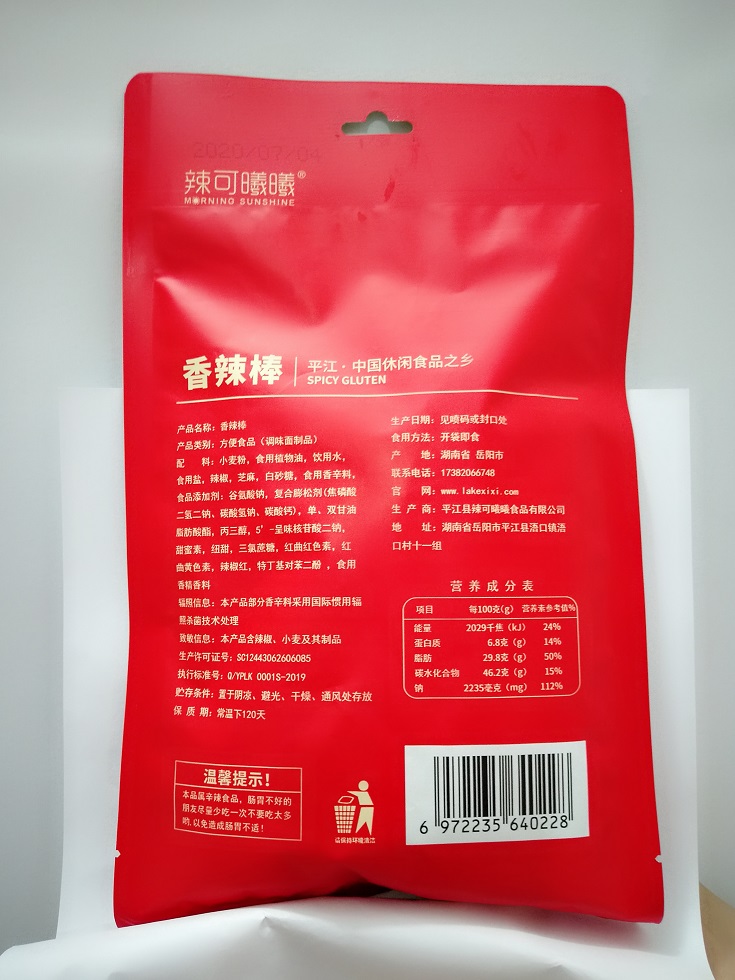 2020/07/04
辣可曦曦®
MORNING SUNSHINE
香辣棒
平江·中国休闲食品之乡
SPICY GLUTEN
产品名称：香辣棒
产品类别：方便食品（调味面制品）
配 料：小麦粉，食用植物油，饮用水，
食用盐，辣椒，芝麻，白砂糖，食用香辛料，
食品添加剂：谷氨酸钠，复合膨松剂(焦磷酸
二氢二钠、碳酸氢钠、碳酸钙)，单、双甘油
脂肪酸酯，丙三醇，5'-呈味核苷酸二钠，
甜蜜素，纽甜，三氯蔗糖，红曲红色素，红
曲黄色素，辣椒红，特丁基对苯二酚，食用
香精香料
辐照信息：本产品部分香辛料采用国际惯用辐
照杀菌技术处理
致敏信息：本产品含辣椒、小麦及其制品
生产许可证号：SC12443062606085
执行标准号：Q/YPLK 0001S-2019
贮存条件：置于阴凉、避光、干燥、通风处存放
保 质 期：常温下120天
生产日期：见喷码或封口处
食用方法：开袋即食
产 地：湖南省 岳阳市
联系电话：17382066748
官 网：www.lakexixi.com
生 产 商：平江县辣可曦曦食品有限公司
地 址：湖南省岳阳市平江县浯口镇浯
口村十一组
营养成分表
项目 每100克(g) 营养素参考值%
能量 2029千焦（kJ） 24%
蛋白质 6.8克（g） 14%
脂肪 29.8克（g） 50%
碳水化合物 46.2克（g） 15%
钠 2235毫克（mg） 112%
温馨提示！
本品属辛辣食品，肠胃不好的
朋友尽量少吃一次不要吃太多
哟，以免造成肠胃不适！
请保持环境清洁
6 972235 640228